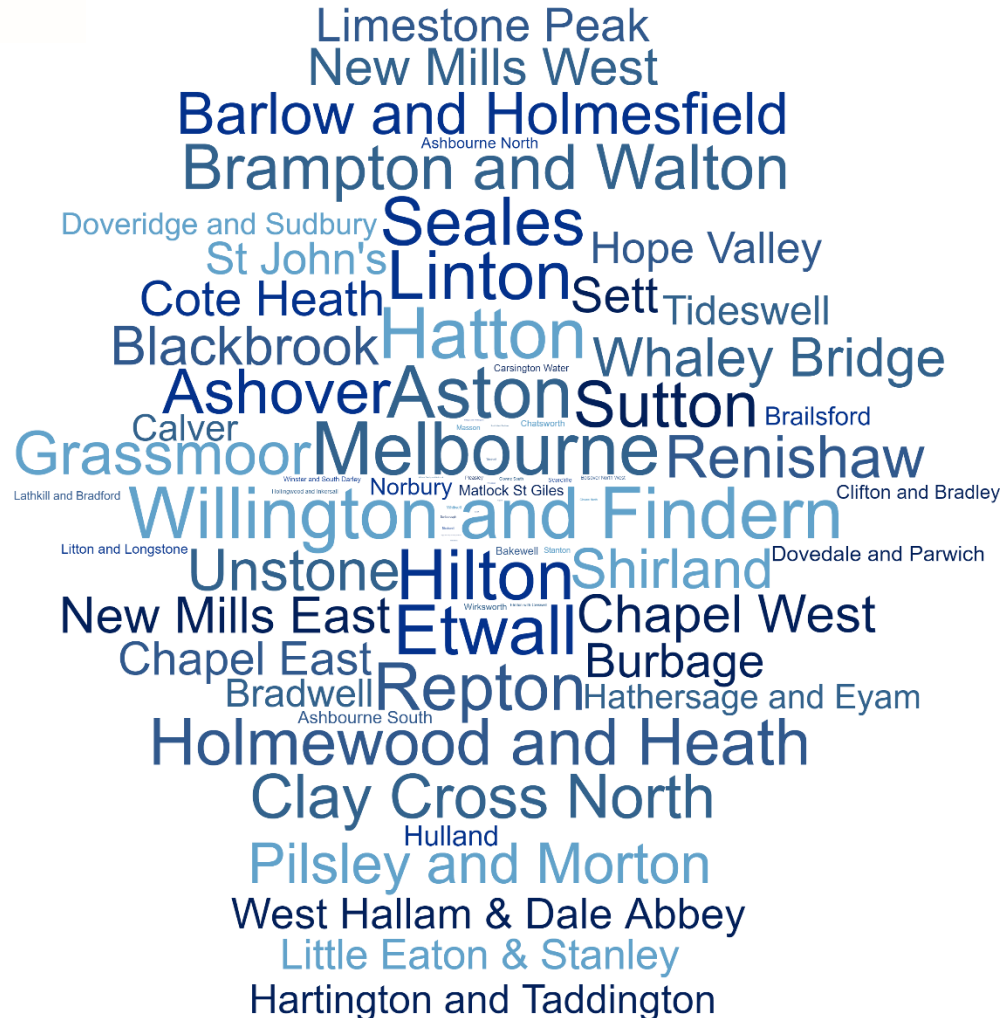 Limestone Peak
New Mills West
Barlow and Holmesfield
Ashbourne North
Brampton and Walton
Doveridge and Sudbury
Seales
Hope Valley
St John's
Linton
Sett
Cote Heath
Tideswell
Hatton
Blackbrook
Whaley Bridge
Carsington Water
Ashover
Aston
Sutton
Brailsford
Calver
Masson
Chatsworth
Grassmoor
Melbourne
Renishaw
Winster and South Darley
Norbury
Matlock St Giles
Clifton and Bradley
Lathkill and Bradford
Willington and Findern
Litton and Longstone
Bakewell
Stanton
Dovedale and Parwich
Unstone
Hilton
Shirland
New Mills East
Wirksworth
Chapel West
Etwall
Chapel East
Burbage
Bradwell
Repton
Hathersage and Eyam
Ashbourne South
Holmewood and Heath
Clay Cross North
Hulland
Pilsley and Morton
West Hallam & Dale Abbey
Little Eaton & Stanley
Hartington and Taddington